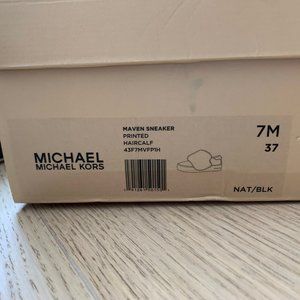 MICHAEL
MICHAEL KORS
MAVEN SNEAKER
PRINTED
HAIRCALF
43F7MVFP1H
7M
37
NAT/BLK